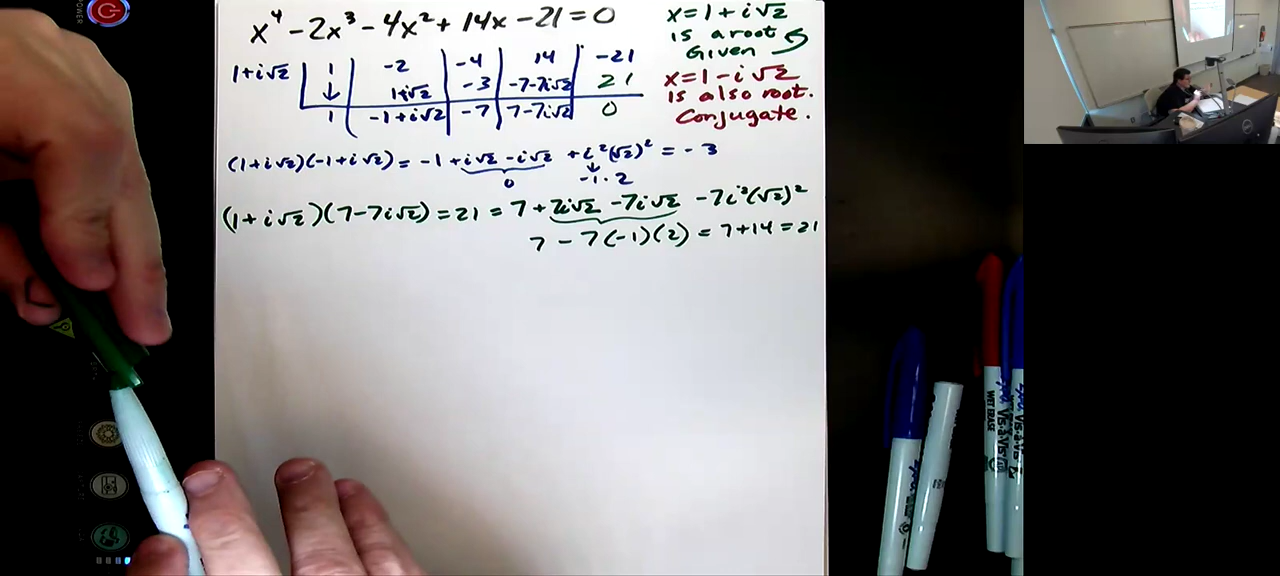 x⁴ - 2x³ - 4x² + 14x - 21 = 0
x = 1 + i√2
is a root
Given
1+i√2 | 1 | -2 | -4 | 14 | -21
↓ | 1+i√2 | -3 | -7-7i√2 | 21
1 | -1+i√2 | -7 | 7-7i√2 | 0
x = 1 - i√2
is also root.
Conjugate.
(1+i√2)(-1+i√2) = -1 + i√2 - i√2 + i²(√2)² = -3
0 -1·2
(1+i√2)(7-7i√2) = 21 = 7 + 7i√2 - 7i√2 - 7i²(√2)²
7 - 7(-1)(2) = 7+14 = 21
POWER
WET ERASE
Vis-à-Vis